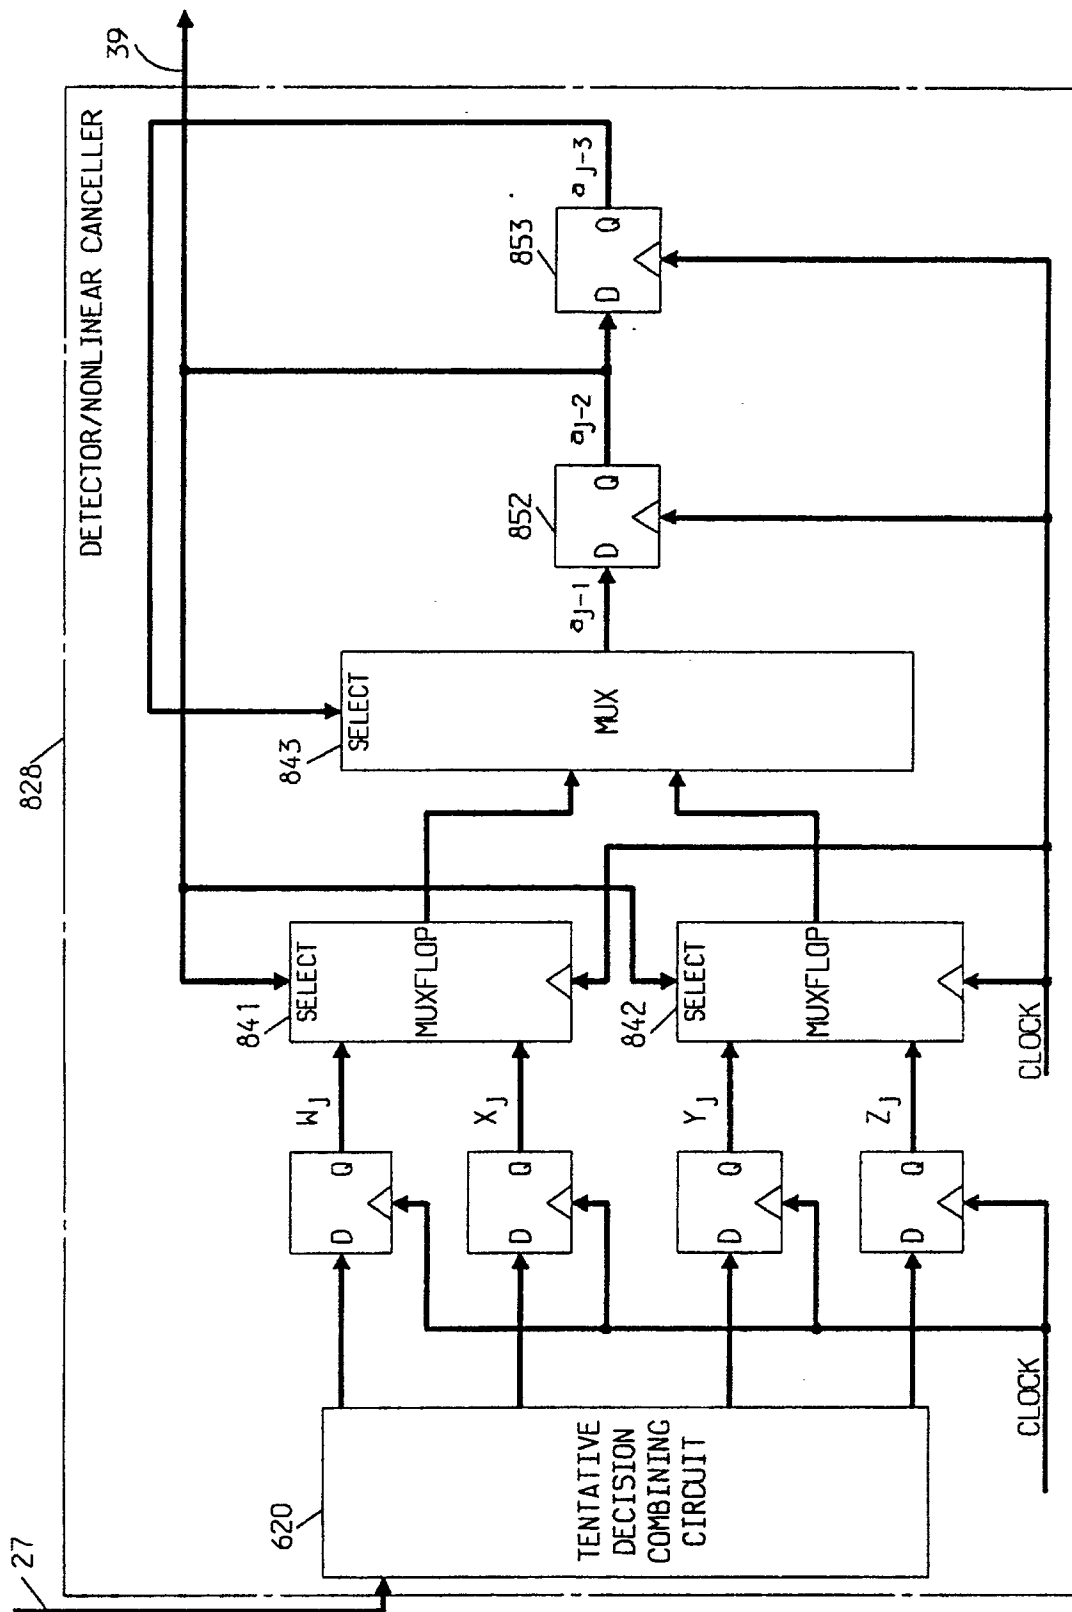 828
DETECTOR/NONLINEAR CANCELLER
39
27
620
TENTATIVE
DECISION
COMBINING
CIRCUIT
D Q
D Q
D Q
D Q
Wj
Xj
Yj
Zj
CLOCK
841
SELECT
MUXFLOP
842
SELECT
MUXFLOP
CLOCK
843
SELECT
MUX
aj-1
852
D Q
aj-2
853
D Q
aj-3